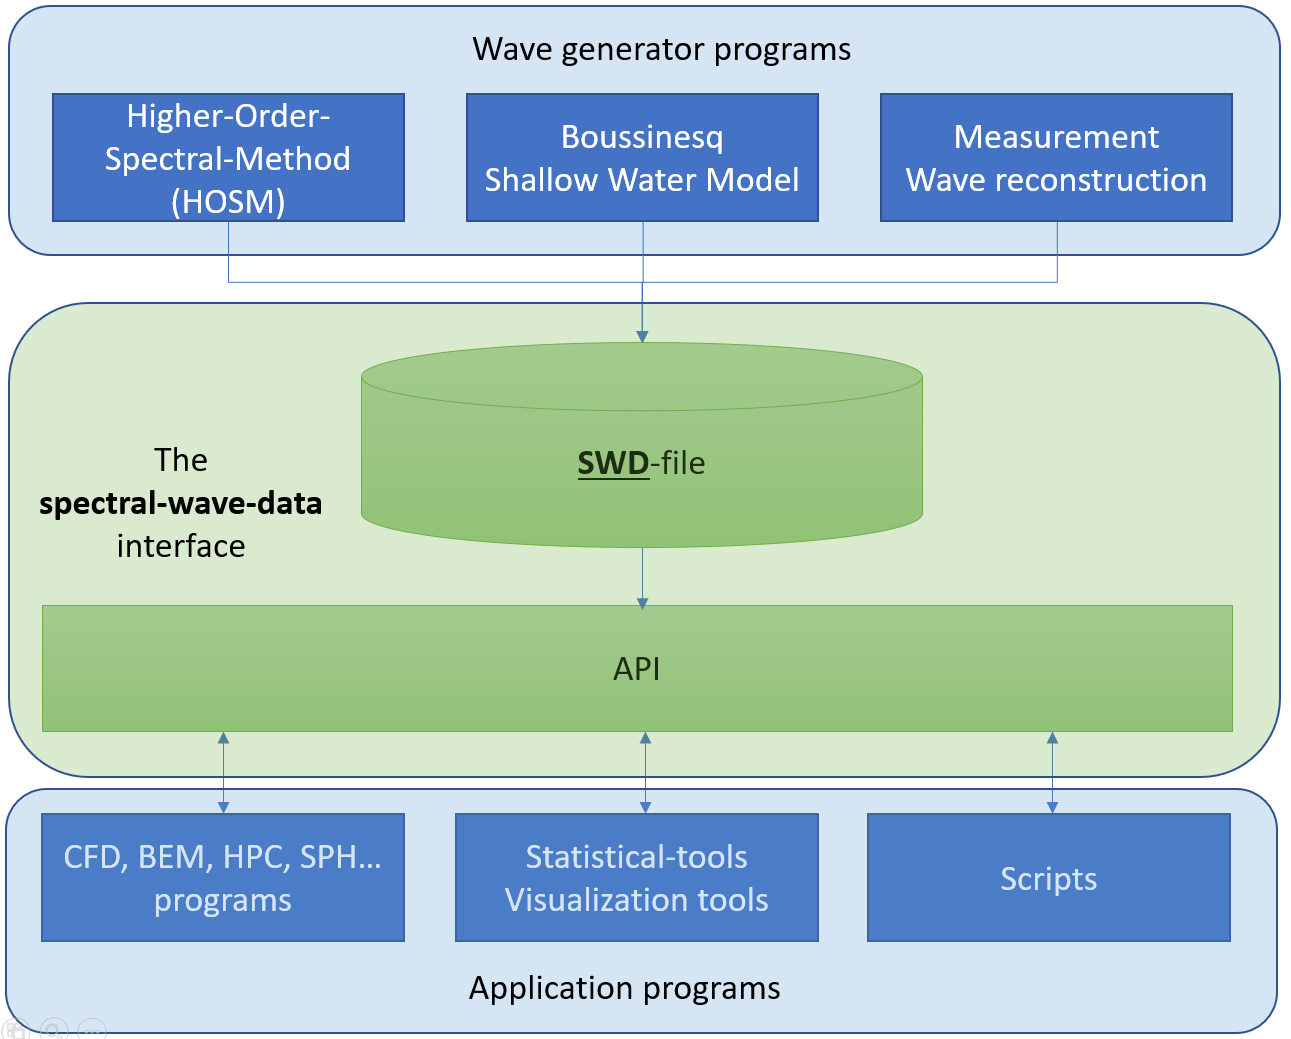 Wave generator programs
Higher-Order-
Spectral-Method
(HOSM)
Boussinesq
Shallow Water Model
Measurement
Wave reconstruction
The
spectral-wave-data
interface
SWD-file
API
CFD, BEM, HPC, SPH...
programs
Statistical-tools
Visualization tools
Scripts
Application programs